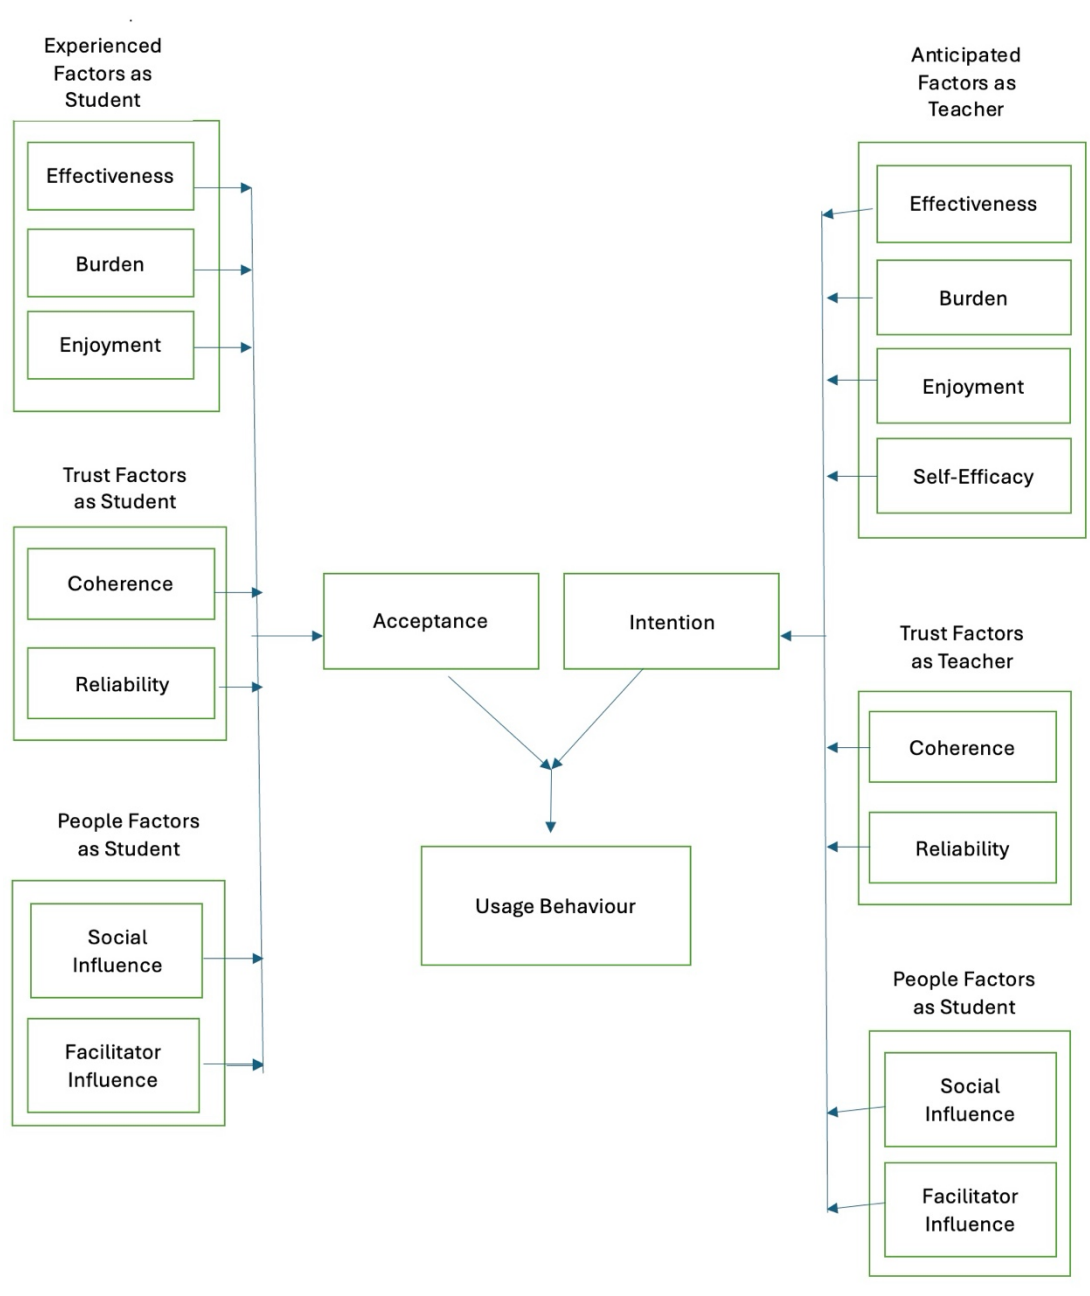 Experienced
Factors as
Student
Effectiveness
Burden
Enjoyment
Trust Factors
as Student
Coherence
Reliability
People Factors
as Student
Social
Influence
Facilitator
Influence
Acceptance
Intention
Usage Behaviour
Anticipated
Factors as
Teacher
Effectiveness
Burden
Enjoyment
Self-Efficacy
Trust Factors
as Teacher
Coherence
Reliability
People Factors
as Student
Social
Influence
Facilitator
Influence